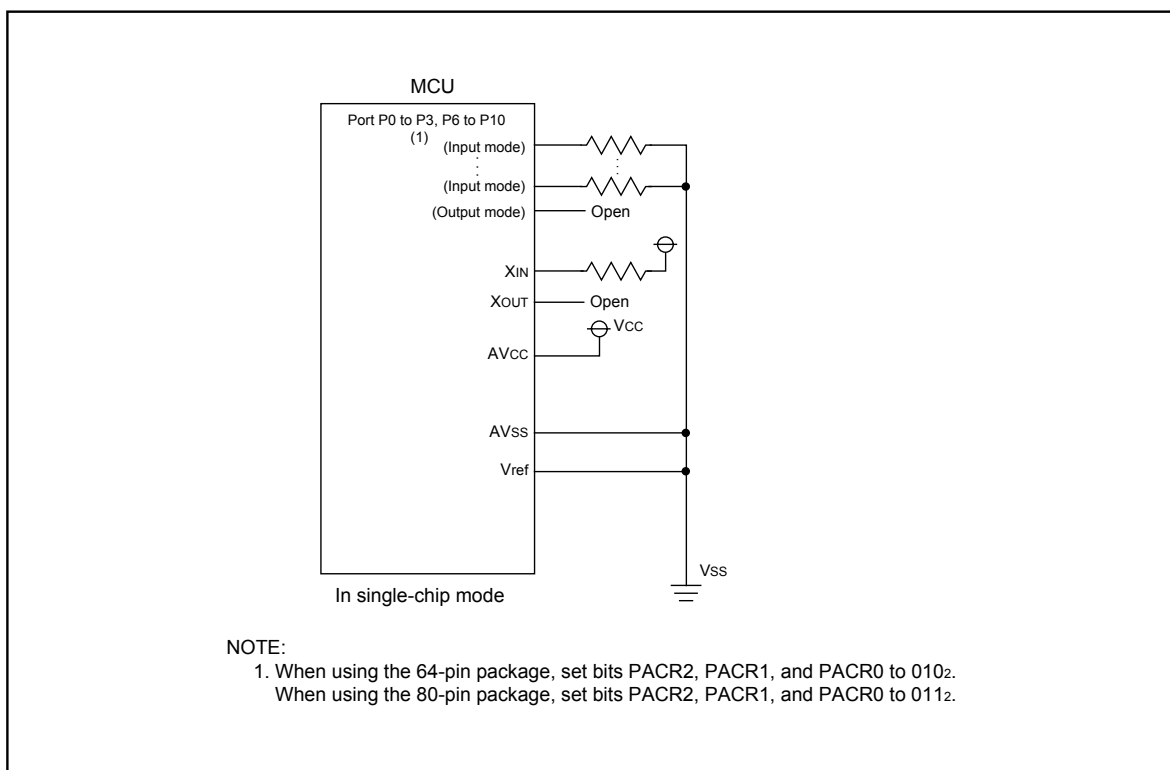 MCU
Port P0 to P3, P6 to P10
(1)
(Input mode)
(Input mode)
(Output mode)
Open
XIN
XOUT
Open
VCC
AVCC
AVSS
Vref
VSS
In single-chip mode
NOTE:
1. When using the 64-pin package, set bits PACR2, PACR1, and PACR0 to 0102.
When using the 80-pin package, set bits PACR2, PACR1, and PACR0 to 0112.